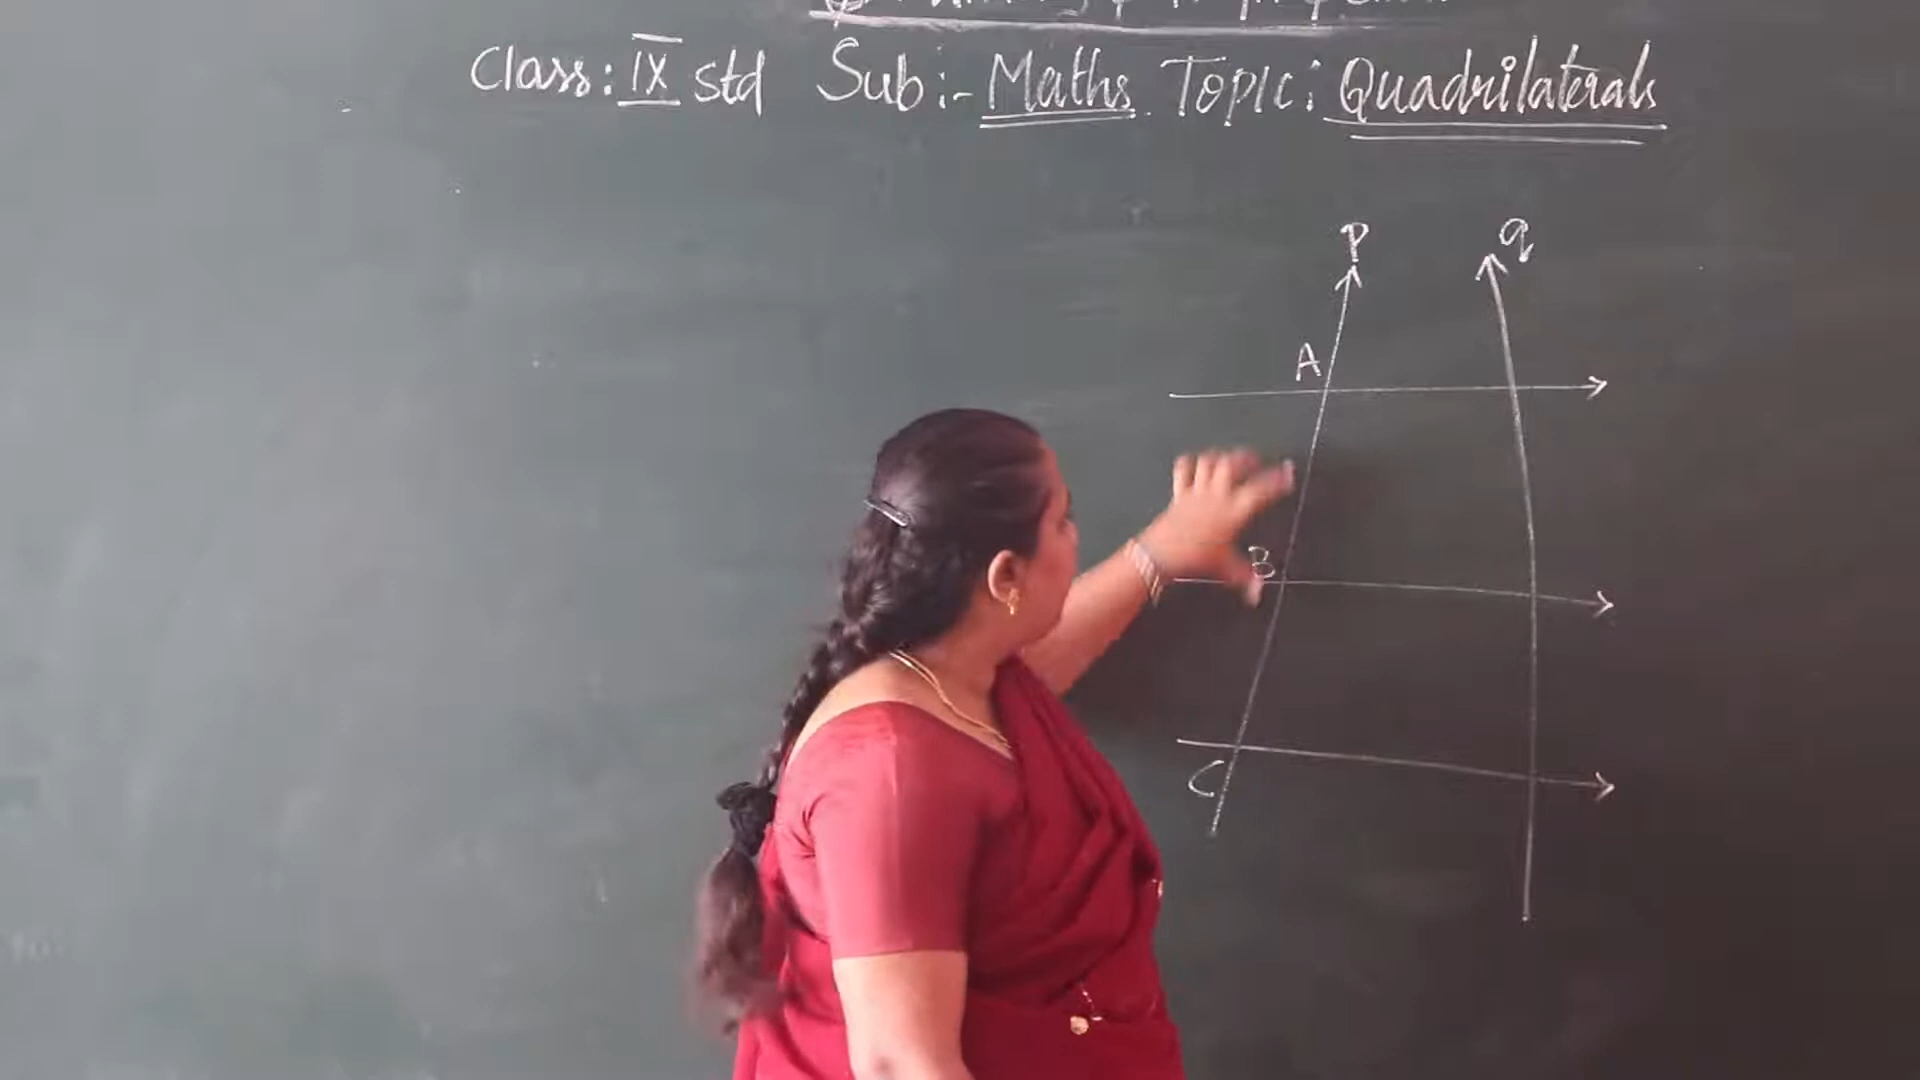 Class: IX std Sub:- Maths. Topic: Quadrilaterals
P q
A
B
C